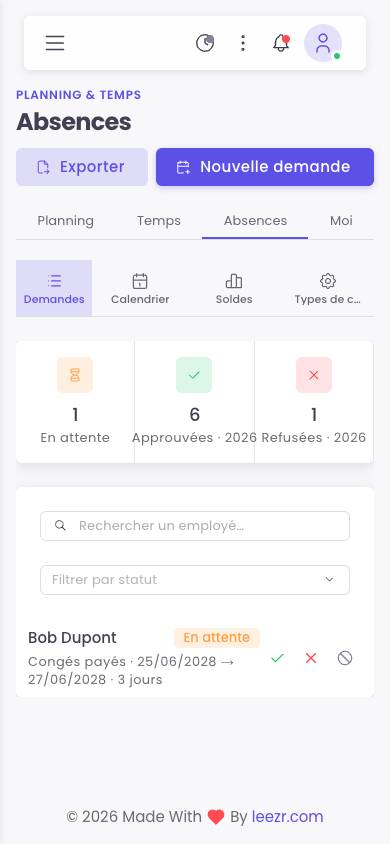 PLANNING & TEMPS
Absences
Exporter
Nouvelle demande
Planning Temps Absences Moi
Demandes Calendrier Soldes Types de c...
1 6 1
En attente Approuvées · 2026 Refusées · 2026
Rechercher un employé...
Filtrer par statut
Bob Dupont En attente
Congés payés · 25/06/2028 →
27/06/2028 · 3 jours
© 2026 Made With ❤ By leezr.com